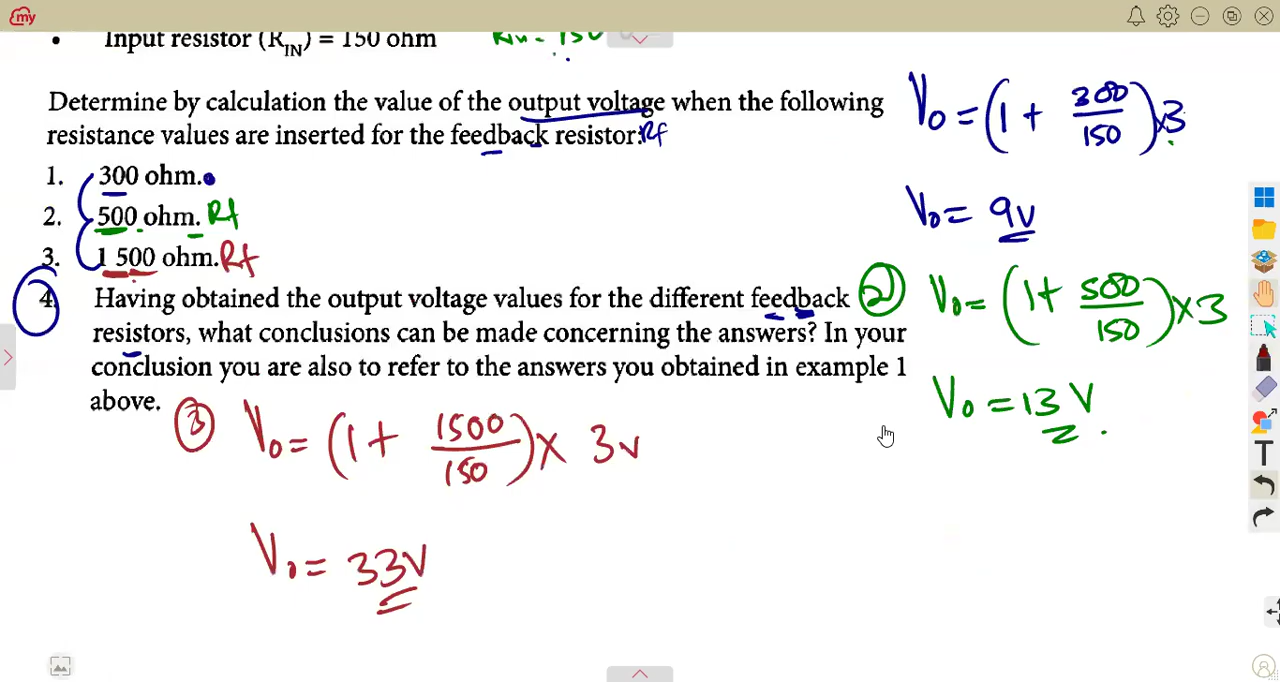 my
• Input resistor (R_IN) = 150 ohm Rin = 150
Determine by calculation the value of the output voltage when the following
resistance values are inserted for the feedback resistor: Rf
1. 300 ohm.
2. 500 ohm. Rf
3. 1 500 ohm. Rf
4. Having obtained the output voltage values for the different feedback
resistors, what conclusions can be made concerning the answers? In your
conclusion you are also to refer to the answers you obtained in example 1
above.
Vo = (1 + 300/150) x 3
Vo = 9v
2 Vo = (1 + 500/150) x 3
Vo = 13 V
3 Vo = (1 + 1500/150) x 3v
Vo = 33v
T